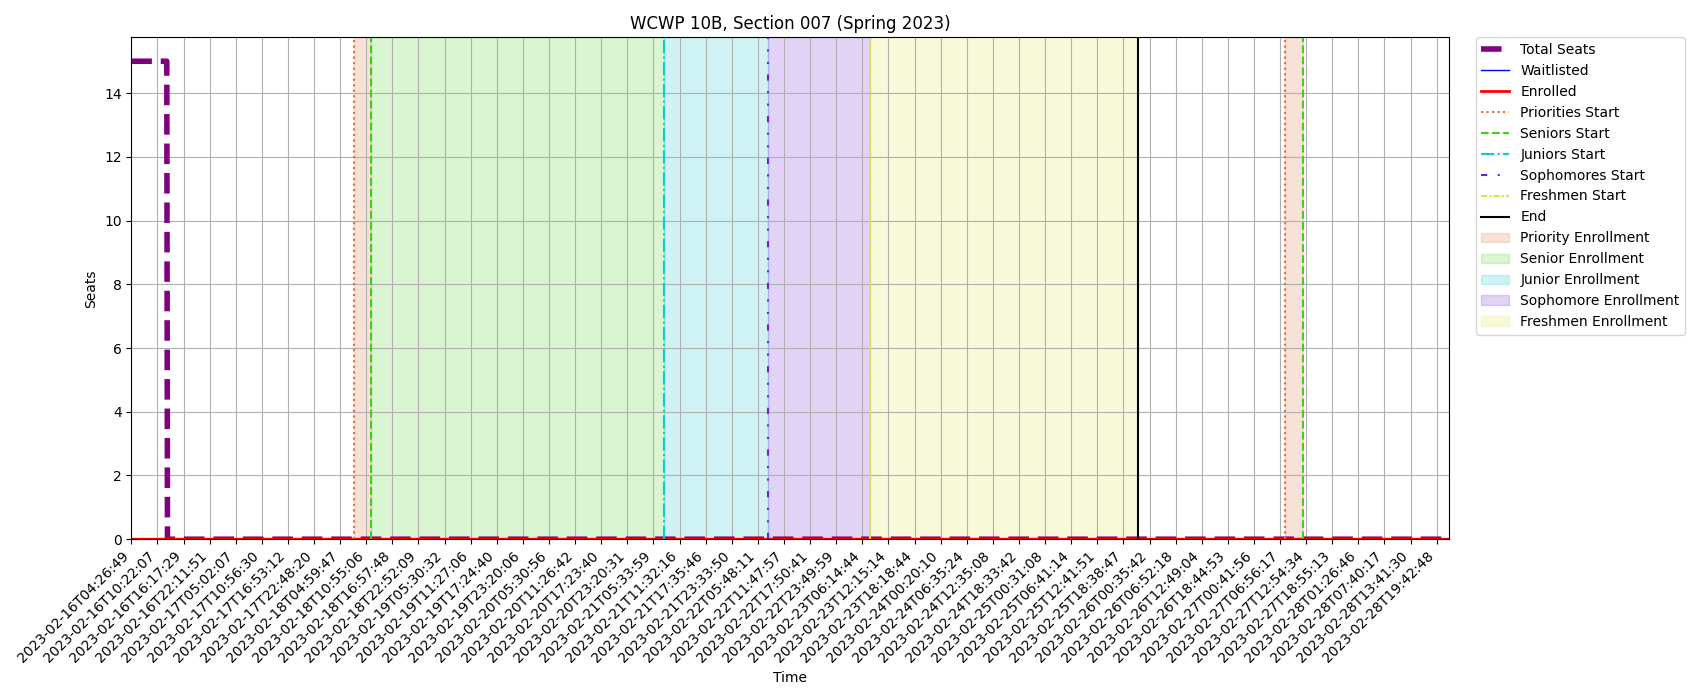 WCWP 10B, Section 007 (Spring 2023)
Total Seats
Waitlisted
Enrolled
Priorities Start
Seniors Start
Juniors Start
Sophomores Start
Freshmen Start
End
Priority Enrollment
Senior Enrollment
Junior Enrollment
Sophomore Enrollment
Freshmen Enrollment
Seats
14
12
10
8
6
4
2
0
2023-02-16T04:26:49
2023-02-16T10:22:07
2023-02-16T16:17:29
2023-02-16T22:11:51
2023-02-17T05:02:07
2023-02-17T10:56:30
2023-02-17T16:53:12
2023-02-17T22:48:20
2023-02-18T04:59:47
2023-02-18T10:55:06
2023-02-18T16:57:48
2023-02-18T22:52:09
2023-02-19T05:30:32
2023-02-19T11:27:06
2023-02-19T17:24:40
2023-02-19T23:20:06
2023-02-20T05:30:56
2023-02-20T11:26:42
2023-02-20T17:23:40
2023-02-20T23:20:31
2023-02-21T05:33:59
2023-02-21T11:32:16
2023-02-21T17:35:46
2023-02-21T23:33:50
2023-02-22T05:48:11
2023-02-22T11:47:57
2023-02-22T17:50:41
2023-02-22T23:49:59
2023-02-23T06:14:44
2023-02-23T12:15:14
2023-02-23T18:18:44
2023-02-24T00:20:10
2023-02-24T06:35:24
2023-02-24T12:35:08
2023-02-24T18:33:42
2023-02-25T00:31:08
2023-02-25T06:41:14
2023-02-25T12:41:51
2023-02-25T18:38:47
2023-02-26T00:35:42
2023-02-26T06:52:18
2023-02-26T12:49:04
2023-02-26T18:44:53
2023-02-27T00:41:56
2023-02-27T06:56:17
2023-02-27T12:54:34
2023-02-27T18:55:13
2023-02-28T01:26:46
2023-02-28T07:40:17
2023-02-28T13:41:30
2023-02-28T19:42:48
Time